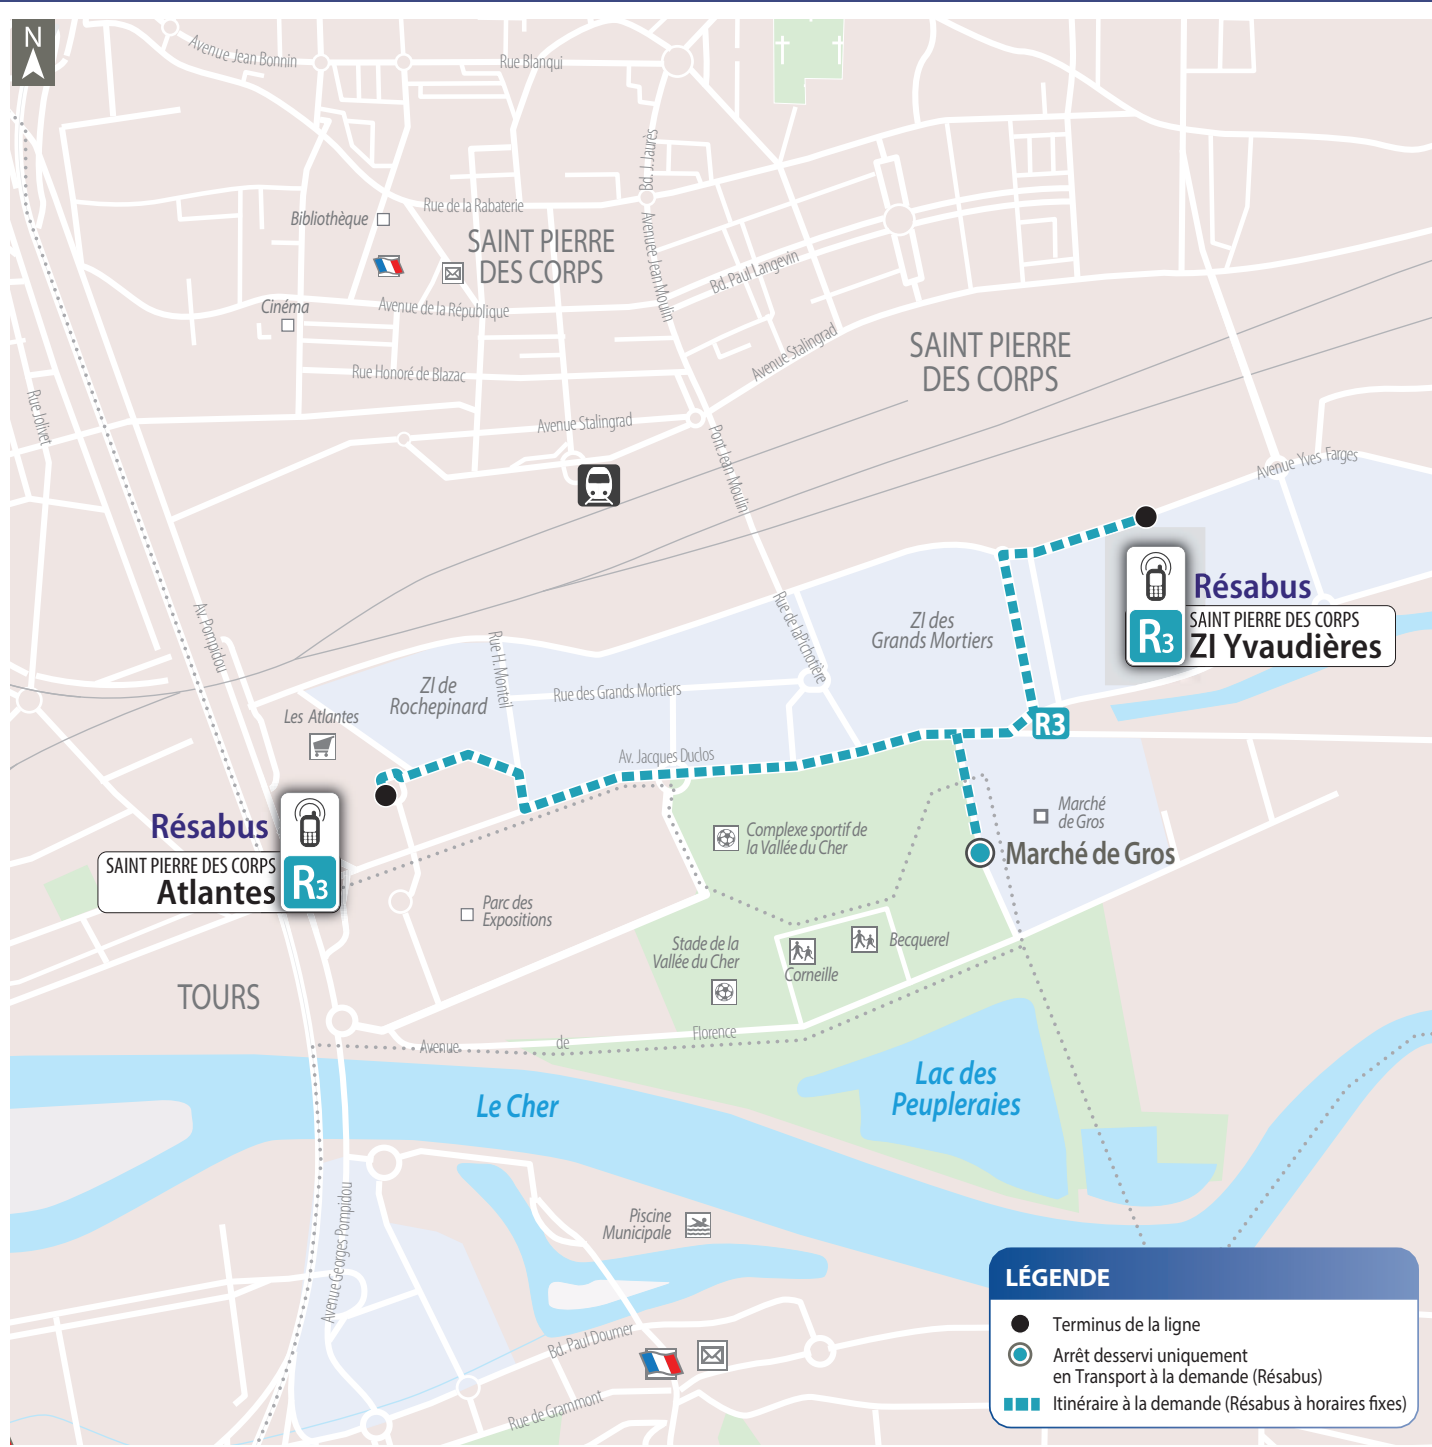 N
Avenue Jean Bonnin
Rue Blanqui
Bd. J. Jaurès
Rue de la Rabaterie
Bibliothèque
SAINT PIERRE
DES CORPS
Avenuee Jean Moulin
Bd. Paul Langevin
Cinéma
Avenue de la République
Avenue Stalingrad
SAINT PIERRE
DES CORPS
Rue Honoré de Blazac
Rue Jolivet
Avenue Stalingrad
Pont Jean Moulin
Avenue Yves Farges
Résabus
SAINT PIERRE DES CORPS
R3
ZI Yvaudières
Av. Pompidou
Rue H. Monteil
Rue de laPichotière
ZI des
Grands Mortiers
ZI de
Rochepinard
Rue des Grands Mortiers
Les Atlantes
R3
Av. Jacques Duclos
Résabus
SAINT PIERRE DES CORPS
Atlantes
R3
Complexe sportif de
la Vallée du Cher
Marché
de Gros
Marché de Gros
Parc des
Expositions
Stade de la
Vallée du Cher
Corneille
Becquerel
TOURS
Avenue de Florence
Le Cher
Lac des
Peupleraies
Avenue Georges Pompidou
Piscine
Municipale
Bd. Paul Doumer
Rue de Grammont
LÉGENDE
Terminus de la ligne
Arrêt desservi uniquement
en Transport à la demande (Résabus)
Itinéraire à la demande (Résabus à horaires fixes)